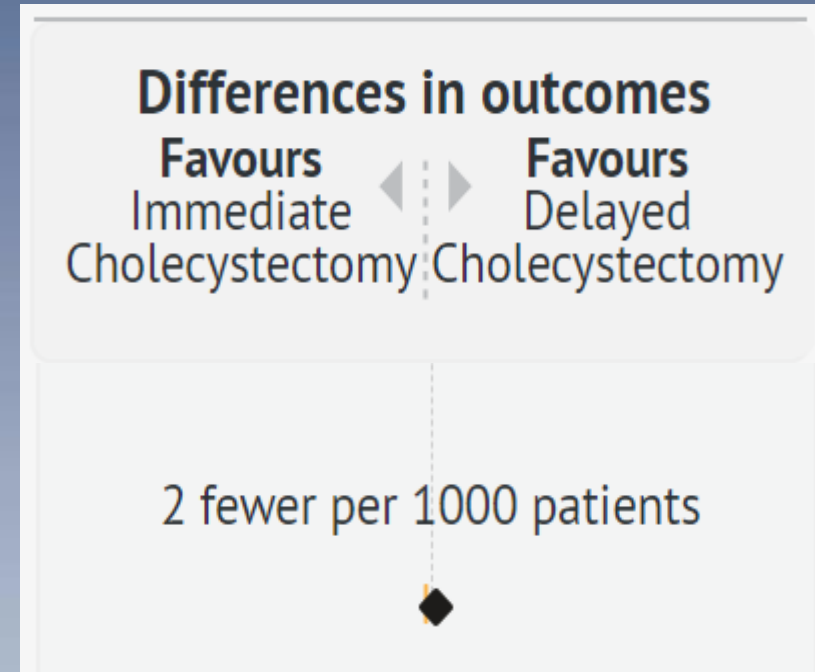 Differences in outcomes
Favours Favours
Immediate Delayed
Cholecystectomy Cholecystectomy
2 fewer per 1000 patients